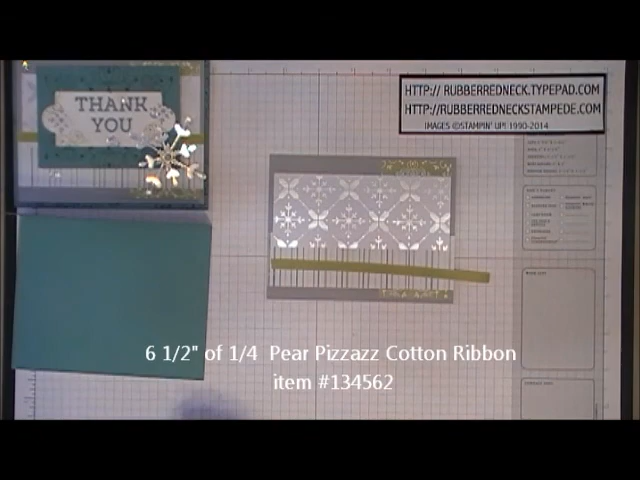 THANK
YOU
HTTP:// RUBBERREDNECK.TYPEPAD.COM
HTTP://RUBBERREDNECKSTAMPEDE.COM
IMAGES ©STAMPIN' UP! 1990-2014
6 1/2" of 1/4 Pear Pizzazz Cotton Ribbon
item #134562